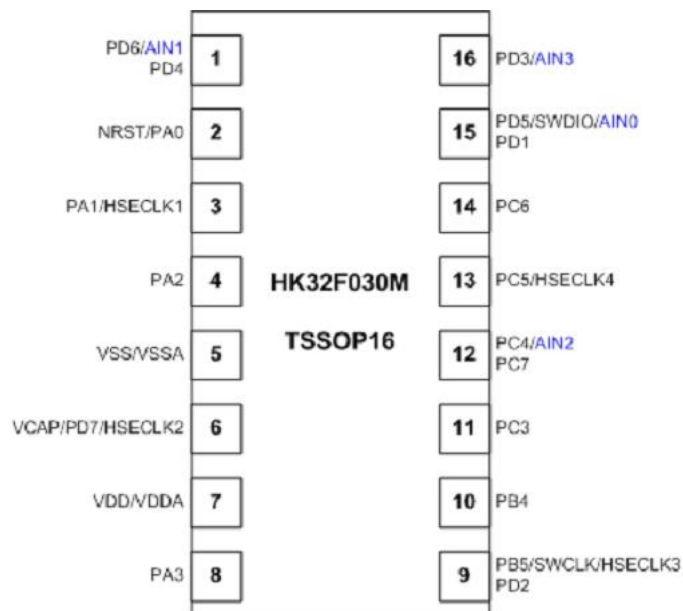 PD6/AIN1
PD4
1
16
PD3/AIN3
NRST/PA0
2
15
PD5/SWDIO/AIN0
PD1
PA1/HSECLK1
3
14
PC6
PA2
4
HK32F030M
13
PC5/HSECLK4
TSSOP16
VSS/VSSA
5
12
PC4/AIN2
PC7
VCAP/PD7/HSECLK2
6
11
PC3
VDD/VDDA
7
10
PB4
PA3
8
9
PB5/SWCLK/HSECLK3
PD2